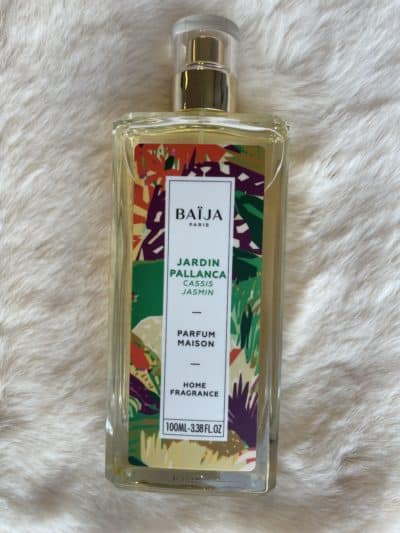 BAÏJA
PARIS
JARDIN
PALLANCA
CASSIS
JASMIN
PARFUM
MAISON
HOME
FRAGRANCE
100ML-3.38 FL.OZ